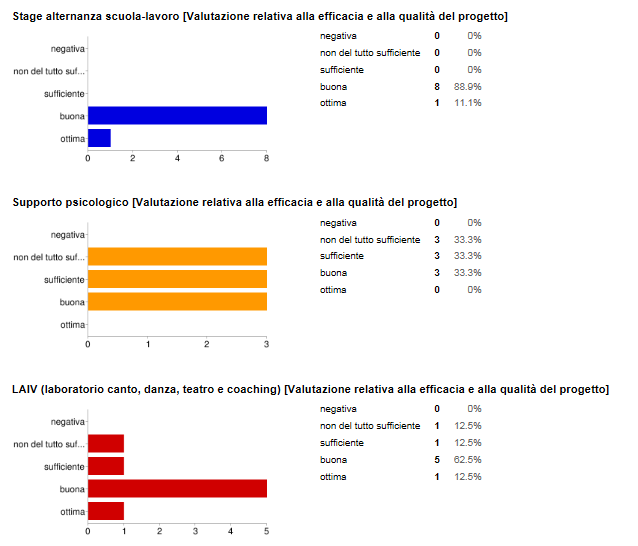 Stage alternanza scuola-lavoro [Valutazione relativa alla efficacia e alla qualità del progetto]
negativa
non del tutto suf...
sufficiente
buona
ottima
0 2 4 6 8
negativa 0 0%
non del tutto sufficiente 0 0%
sufficiente 0 0%
buona 8 88.9%
ottima 1 11.1%
Supporto psicologico [Valutazione relativa alla efficacia e alla qualità del progetto]
negativa
non del tutto suf...
sufficiente
buona
ottima
0 1 2 3
negativa 0 0%
non del tutto sufficiente 3 33.3%
sufficiente 3 33.3%
buona 3 33.3%
ottima 0 0%
LAIV (laboratorio canto, danza, teatro e coaching) [Valutazione relativa alla efficacia e alla qualità del progetto]
negativa
non del tutto suf...
sufficiente
buona
ottima
0 1 2 3 4 5
negativa 0 0%
non del tutto sufficiente 1 12.5%
sufficiente 1 12.5%
buona 5 62.5%
ottima 1 12.5%